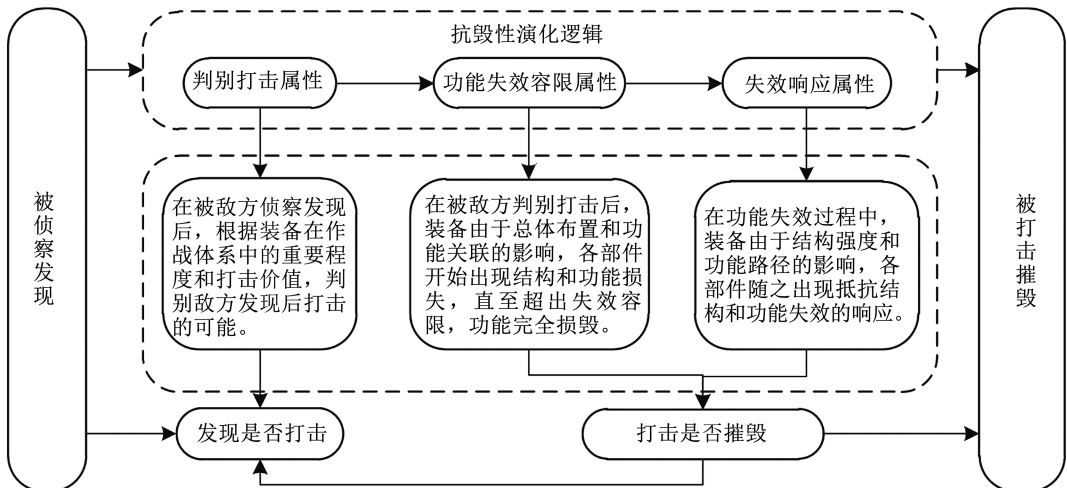 抗毁性演化逻辑
判别打击属性
功能失效容限属性
失效响应属性
被侦察发现
在被敌方侦察发现
后，根据装备在作
战体系中的重要程
度和打击价值，判
别敌方发现后打击
的可能。
在被敌方判别打击后，
装备由于总体布置和功
能关联的影响，各部件
开始出现结构和功能损
失，直至超出失效容
限，功能完全损毁。
在功能失效过程中，
装备由于结构强度和
功能路径的影响，各
部件随之出现抵抗结
构和功能失效的响应。
被打击摧毁
发现是否打击
打击是否摧毁